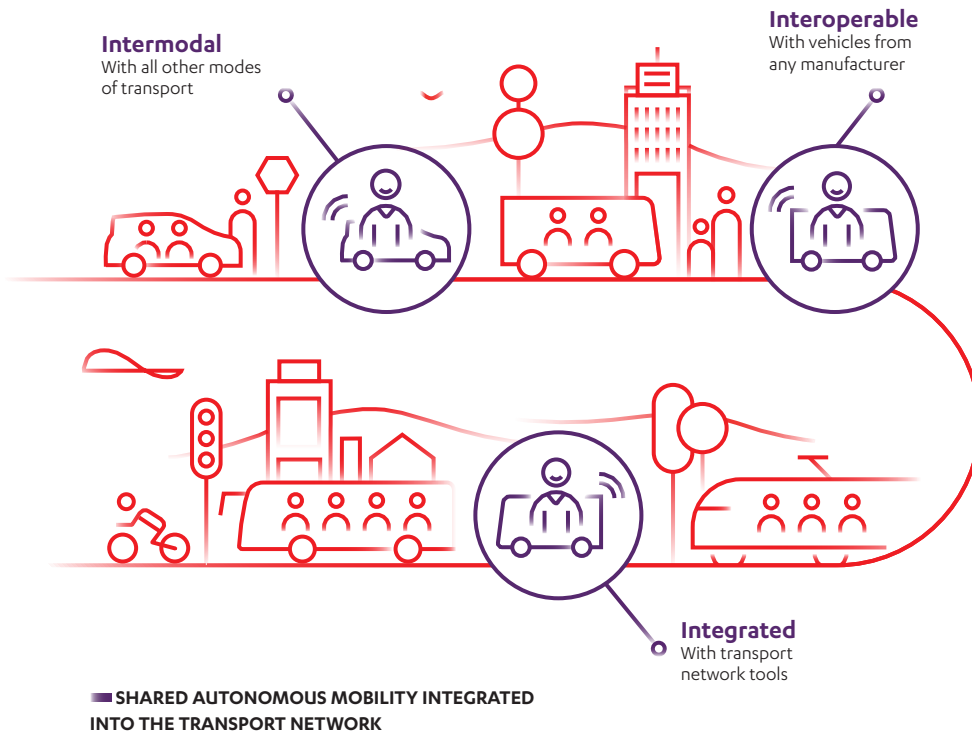 Intermodal
With all other modes
of transport
Interoperable
With vehicles from
any manufacturer
Integrated
With transport
network tools
SHARED AUTONOMOUS MOBILITY INTEGRATED
INTO THE TRANSPORT NETWORK